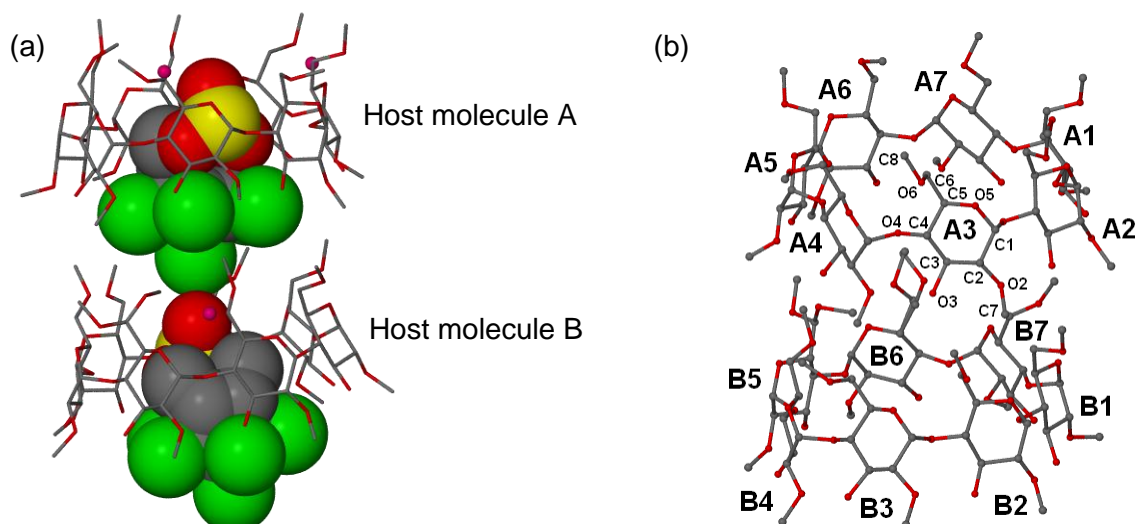 (a)
Host molecule A
Host molecule B
(b)
A6
A7
A1
C8
A5
C6
O6
C5
O5
A4
O4
C4
A3
C1
A2
C3
C2
O2
O3
C7
B7
B6
B5
B1
B4
B3
B2